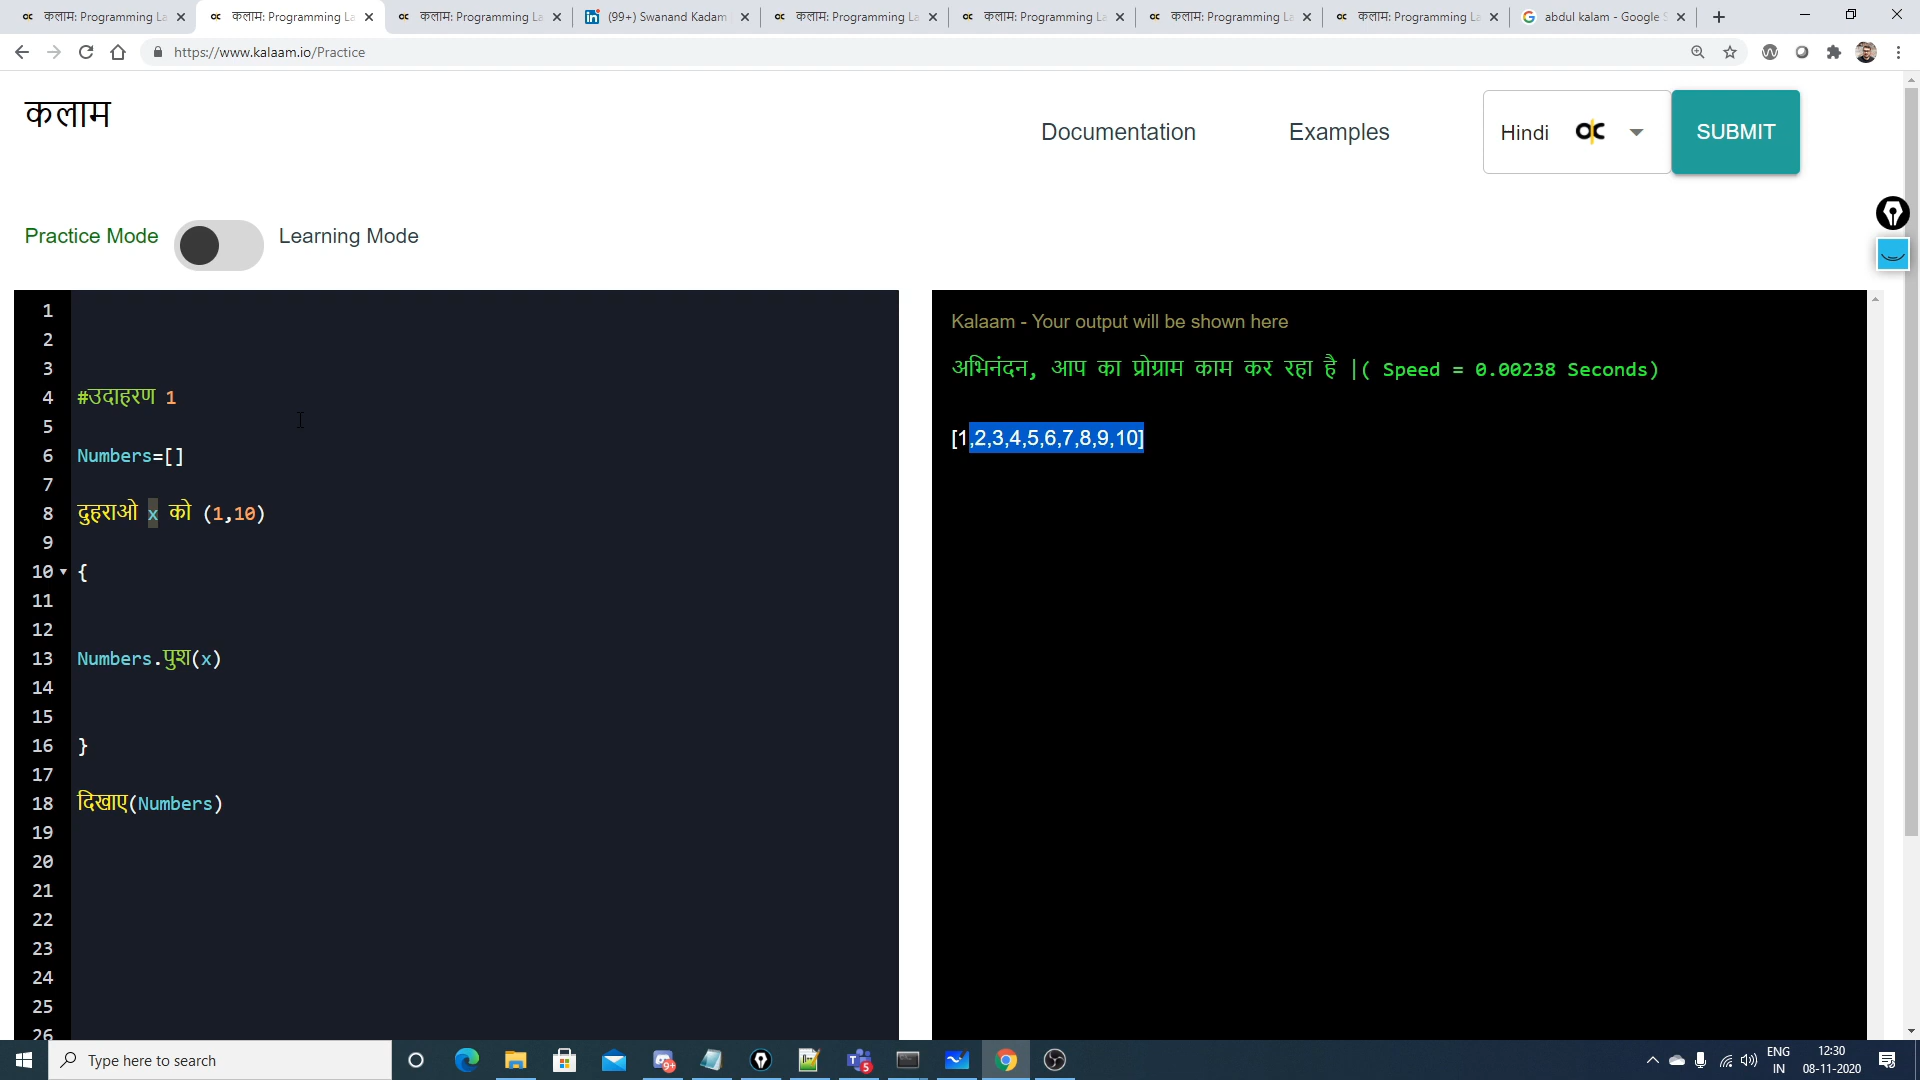 कलाम: Programming La
कलाम: Programming La
कलाम: Programming La
(99+) Swanand Kadam
कलाम: Programming La
कलाम: Programming La
कलाम: Programming La
कलाम: Programming La
abdul kalam - Google S
https://www.kalaam.io/Practice
कलाम
Documentation
Examples
Hindi
SUBMIT
Practice Mode
Learning Mode
1
2
3
4 #उदाहरण 1
5
6 Numbers=[]
7
8 दुहराओ x को (1,10)
9
10 {
11
12
13 Numbers.पुश(x)
14
15
16 }
17
18 दिखाए(Numbers)
19
20
21
22
23
24
25
26
Kalaam - Your output will be shown here
अभिनंदन, आप का प्रोग्राम काम कर रहा है |( Speed = 0.00238 Seconds)
[1,2,3,4,5,6,7,8,9,10]
Type here to search
ENG
IN
12:30
08-11-2020